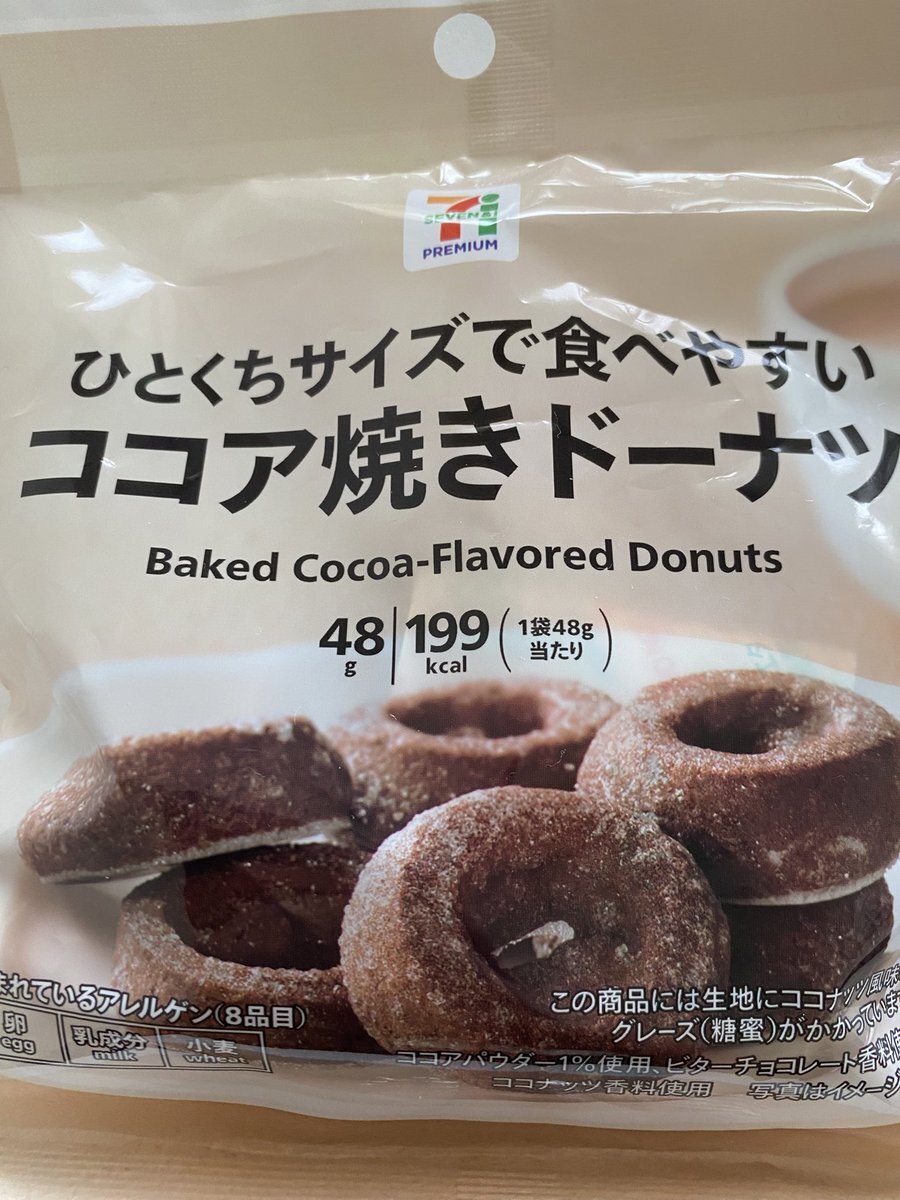 SEVEN&i
PREMIUM
ひとくちサイズで食べやすい
ココア焼きドーナツ
Baked Cocoa-Flavored Donuts
48g 199kcal (1袋48g当たり)
まれているアレルゲン(8品目)
卵 乳成分 小麦
egg milk wheat
この商品には生地にココナッツ風味
グレーズ(糖蜜)がかかっています
ココアパウダー1%使用、ビターチョコレート香料使
ココナッツ香料使用 写真はイメージ